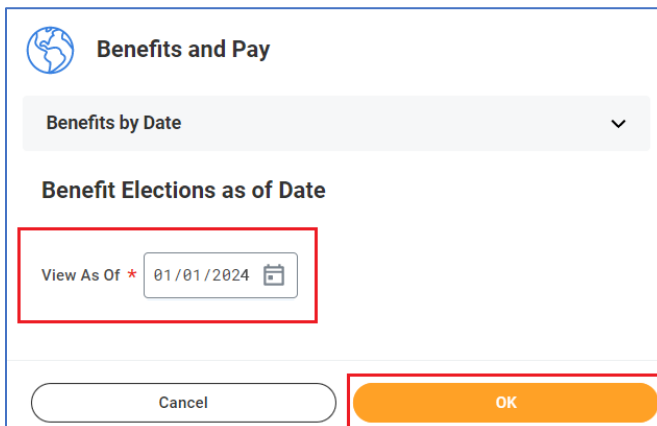 Benefits and Pay
Benefits by Date
Benefit Elections as of Date
View As Of * 01/01/2024
Cancel OK